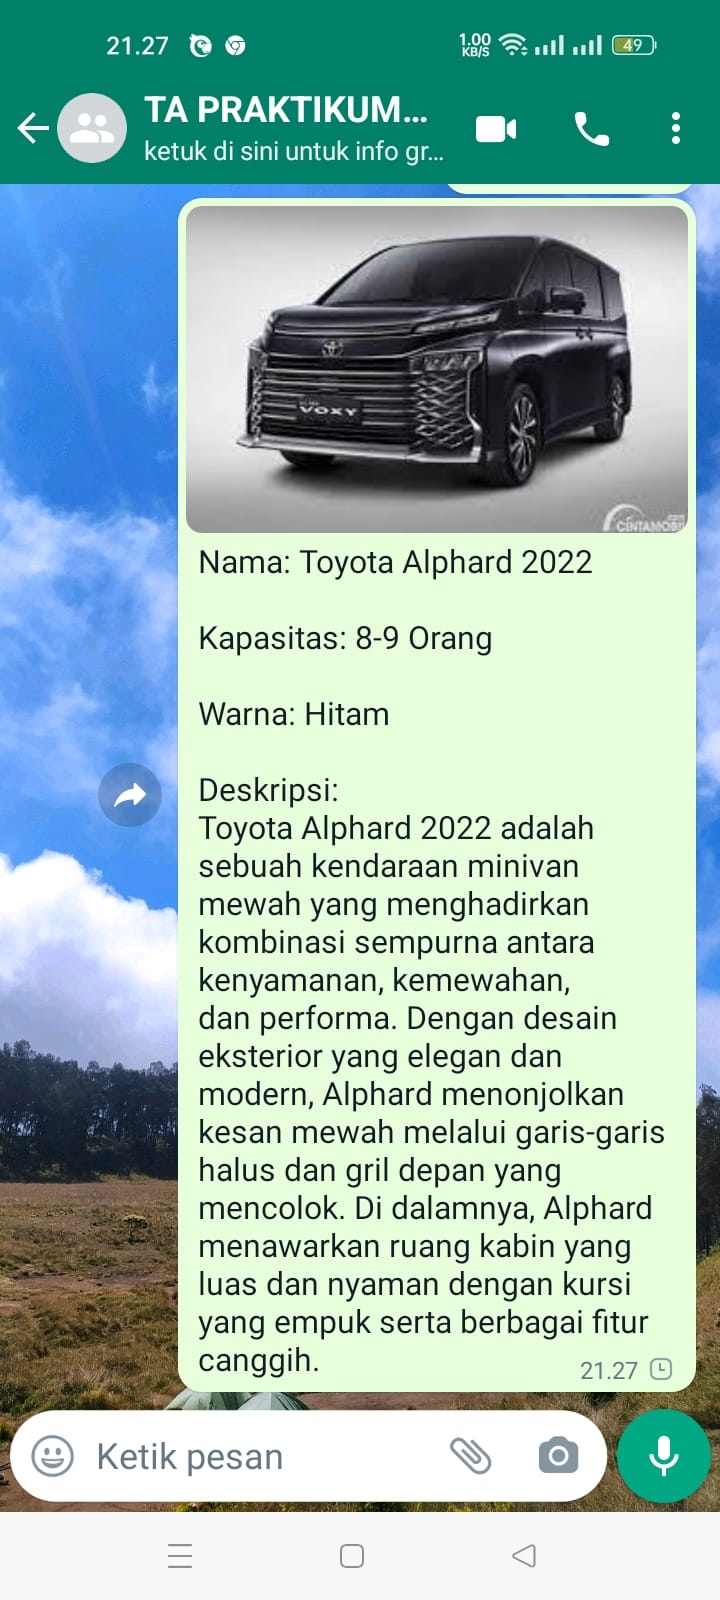 21.27
1.00
KB/S
49
TA PRAKTIKUM...
ketuk di sini untuk info gr...
VOXY
CINTAMOBIL
Nama: Toyota Alphard 2022
Kapasitas: 8-9 Orang
Warna: Hitam
Deskripsi:
Toyota Alphard 2022 adalah
sebuah kendaraan minivan
mewah yang menghadirkan
kombinasi sempurna antara
kenyamanan, kemewahan,
dan performa. Dengan desain
eksterior yang elegan dan
modern, Alphard menonjolkan
kesan mewah melalui garis-garis
halus dan gril depan yang
mencolok. Di dalamnya, Alphard
menawarkan ruang kabin yang
luas dan nyaman dengan kursi
yang empuk serta berbagai fitur
canggih.
21.27
Ketik pesan